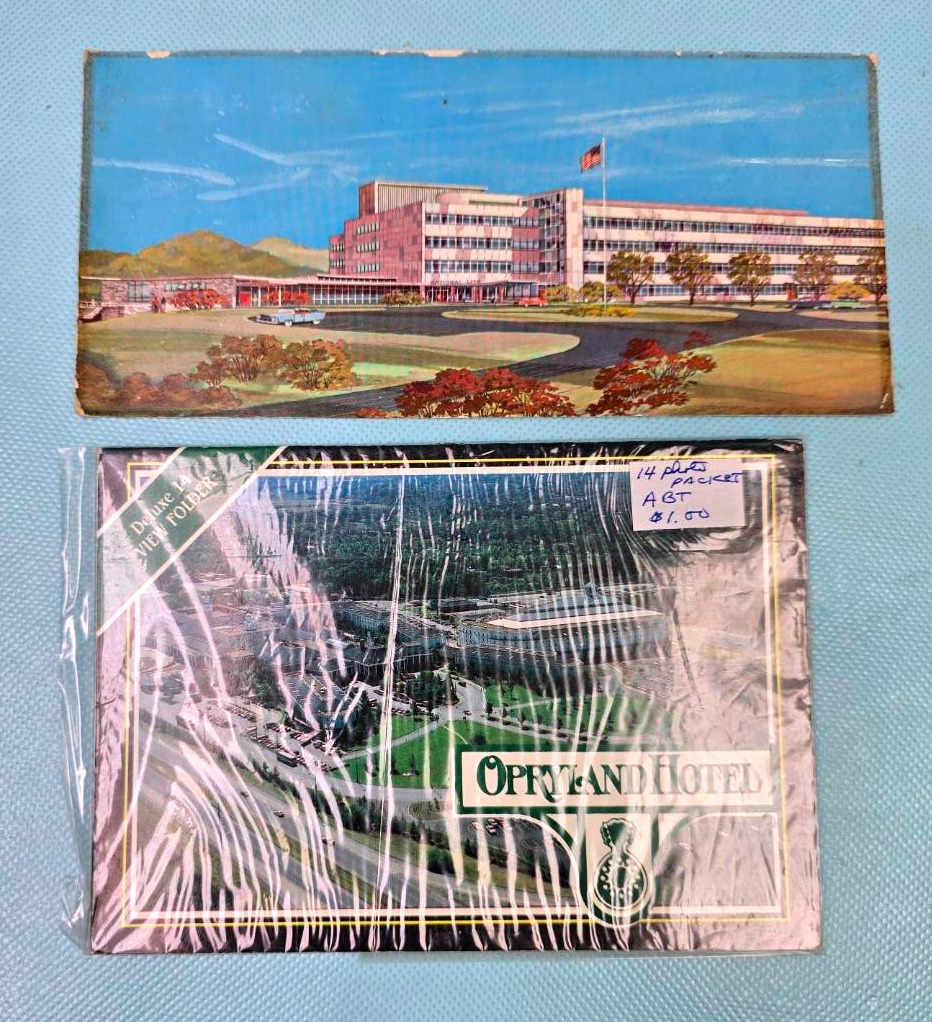 Deluxe 14
VIEW FOLDER
14 photo
PACKET
ABT
$1.00
OPRYLAND HOTEL